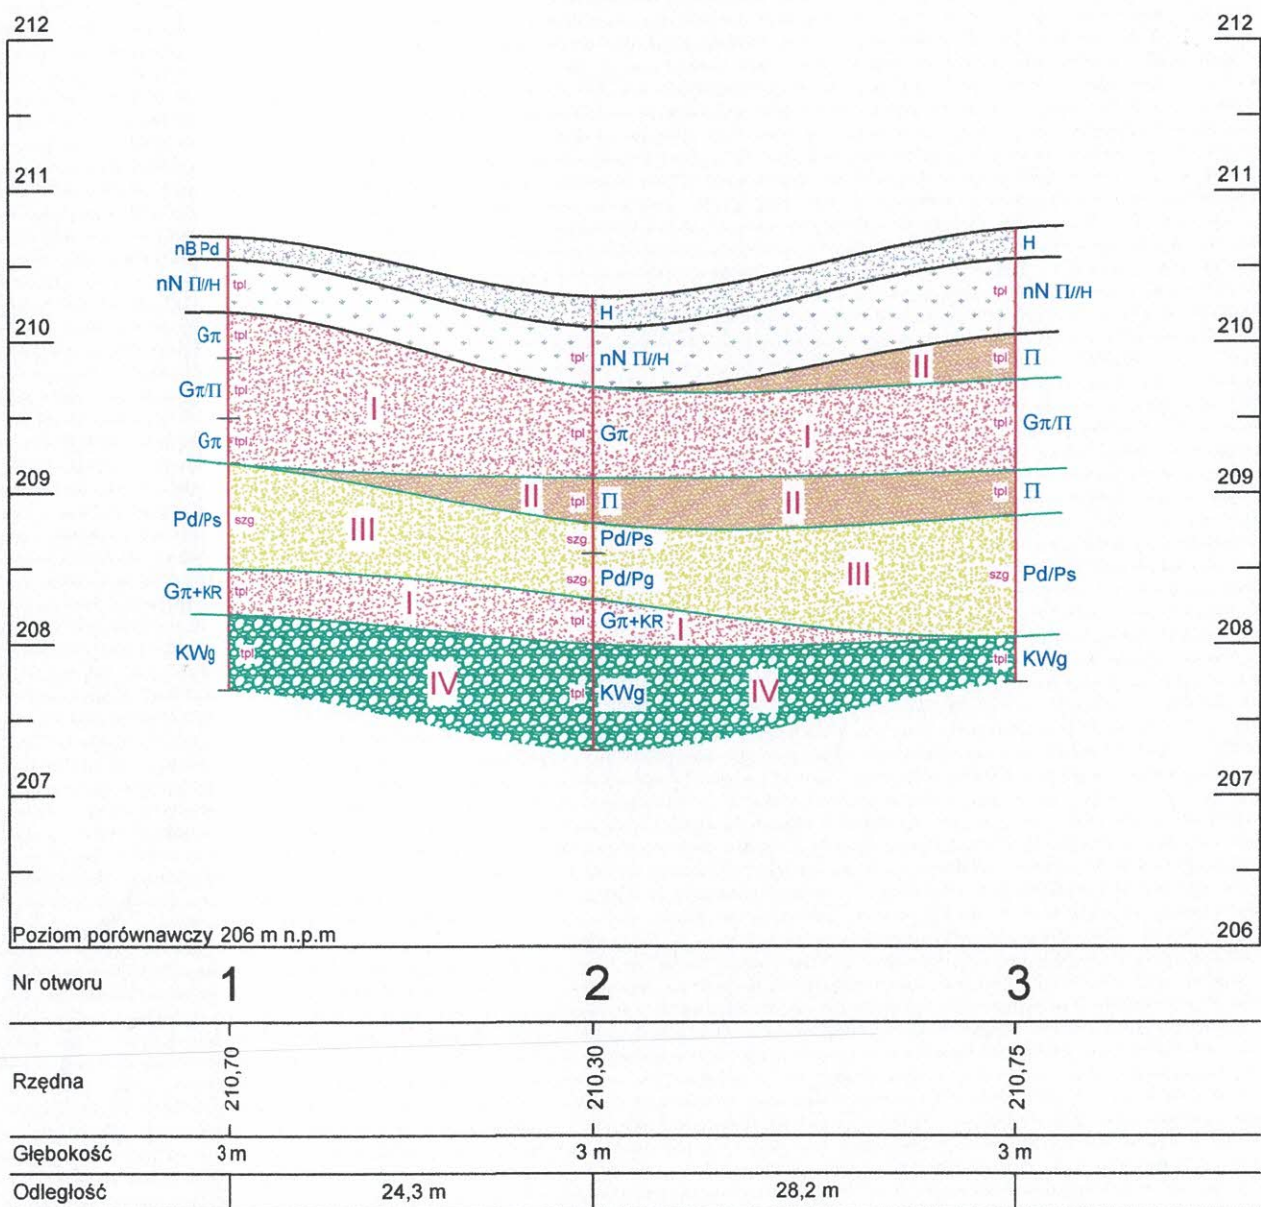 212 212
211 211
nB Pd H
nN Π//H tpl. H tpl nN Π//H
210 210
Gπ tpl tpl nN Π//H II tpl Π
Gπ/Π tpl I
Gπ tpl. tpl Gπ I tpl Gπ/Π
209 209
II tpl Π II tpl Π
Pd/Ps szg III szg Pd/Ps
szg Pd/Pg III szg Pd/Ps
Gπ+KR tpl I tpl Gπ+KR I
208 208
KWg tpl IV tpl KWg IV tpl KWg
207 207
Poziom porównawczy 206 m n.p.m 206
Nr otworu 1 2 3
Rzędna 210,70 210,30 210,75
Głębokość 3 m 3 m 3 m
Odległość 24,3 m 28,2 m